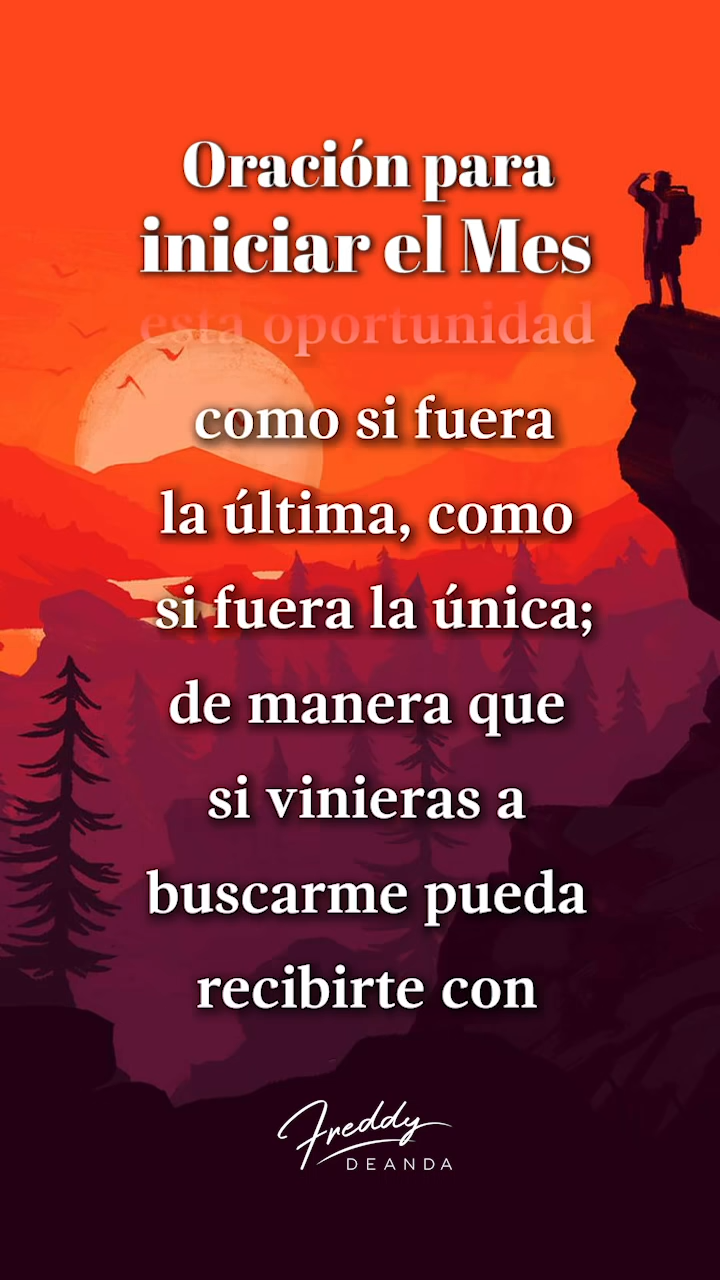 Oración para
iniciar el Mes
esta oportunidad
como si fuera
la última, como
si fuera la única;
de manera que
si vinieras a
buscarme pueda
recibirte con
Freddy
DEANDA